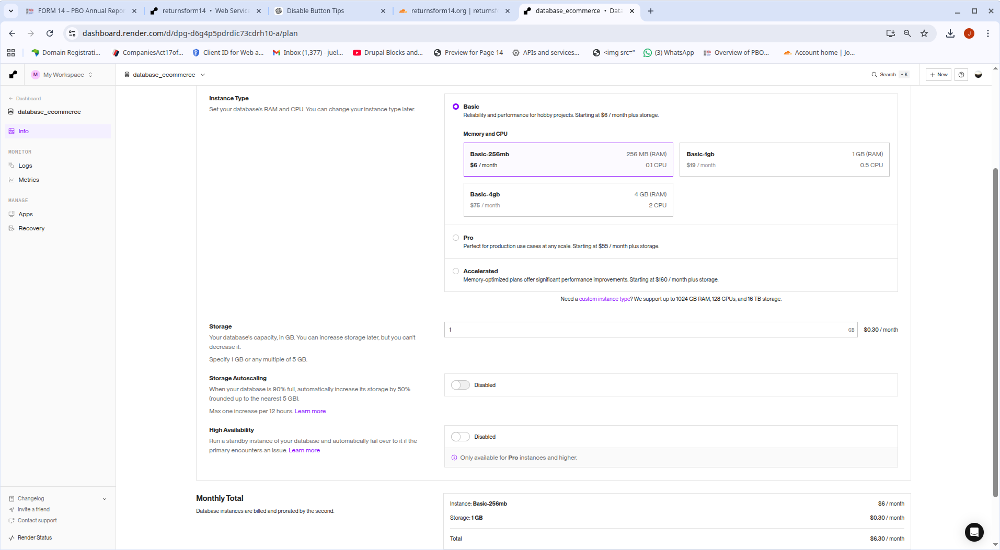 FORM 14 – PBO Annual Repor
returnsform14 • Web Service
Disable Button Tips
returnsform14.org | returnsf
database_ecommerce • Data
dashboard.render.com/d/dpg-d6g4p5pdrdic73cdrh10-a/plan
J
Domain Registrati...
CompaniesAct17of...
Client ID for Web a...
Inbox (1,377) - juel...
Drupal Blocks and...
Preview for Page 14
APIs and services...
<img src="
(3) WhatsApp
Overview of PBO...
Account home | Jo...
M My Workspace
database_ecommerce
Search ^ K
+ New
Dashboard
database_ecommerce
Info
MONITOR
Logs
Metrics
MANAGE
Apps
Recovery
Changelog
Invite a friend
Contact support
Render Status
Instance Type
Set your database's RAM and CPU. You can change your instance type later.
Basic
Reliability and performance for hobby projects. Starting at $6 / month plus storage.
Memory and CPU
Basic-256mb 256 MB (RAM)
$6 / month 0.1 CPU
Basic-1gb 1 GB (RAM)
$19 / month 0.5 CPU
Basic-4gb 4 GB (RAM)
$75 / month 2 CPU
Pro
Perfect for production use cases at any scale. Starting at $55 / month plus storage.
Accelerated
Memory-optimized plans offer significant performance improvements. Starting at $160 / month plus storage.
Need a custom instance type? We support up to 1024 GB RAM, 128 CPUs, and 16 TB storage.
Storage
Your database's capacity, in GB. You can increase storage later, but you can't
decrease it.
Specify 1 GB or any multiple of 5 GB.
1 GB $0.30 / month
Storage Autoscaling
When your database is 90% full, automatically increase its storage by 50%
(rounded up to the nearest 5 GB).
Max one increase per 12 hours. Learn more
Disabled
High Availability
Run a standby instance of your database and automatically fail over to it if the
primary encounters an issue. Learn more
Disabled
Only available for Pro instances and higher.
Monthly Total
Database instances are billed and prorated by the second.
Instance: Basic-256mb $6 / month
Storage: 1 GB $0.30 / month
Total $6.30 / month